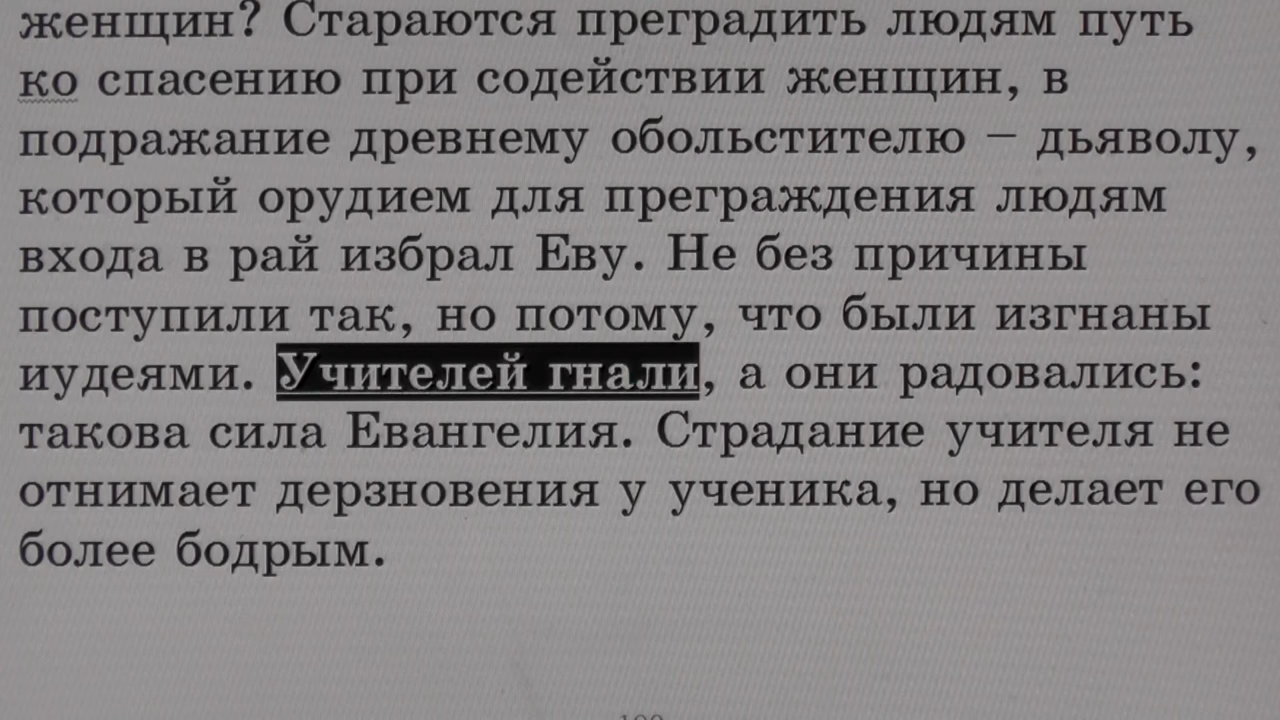 женщин? Стараются преградить людям путь
ко спасению при содействии женщин, в
подражание древнему обольстителю – дьяволу,
который орудием для преграждения людям
входа в рай избрал Еву. Не без причины
поступили так, но потому, что были изгнаны
иудеями. Учителей гнали, а они радовались:
такова сила Евангелия. Страдание учителя не
отнимает дерзновения у ученика, но делает его
более бодрым.